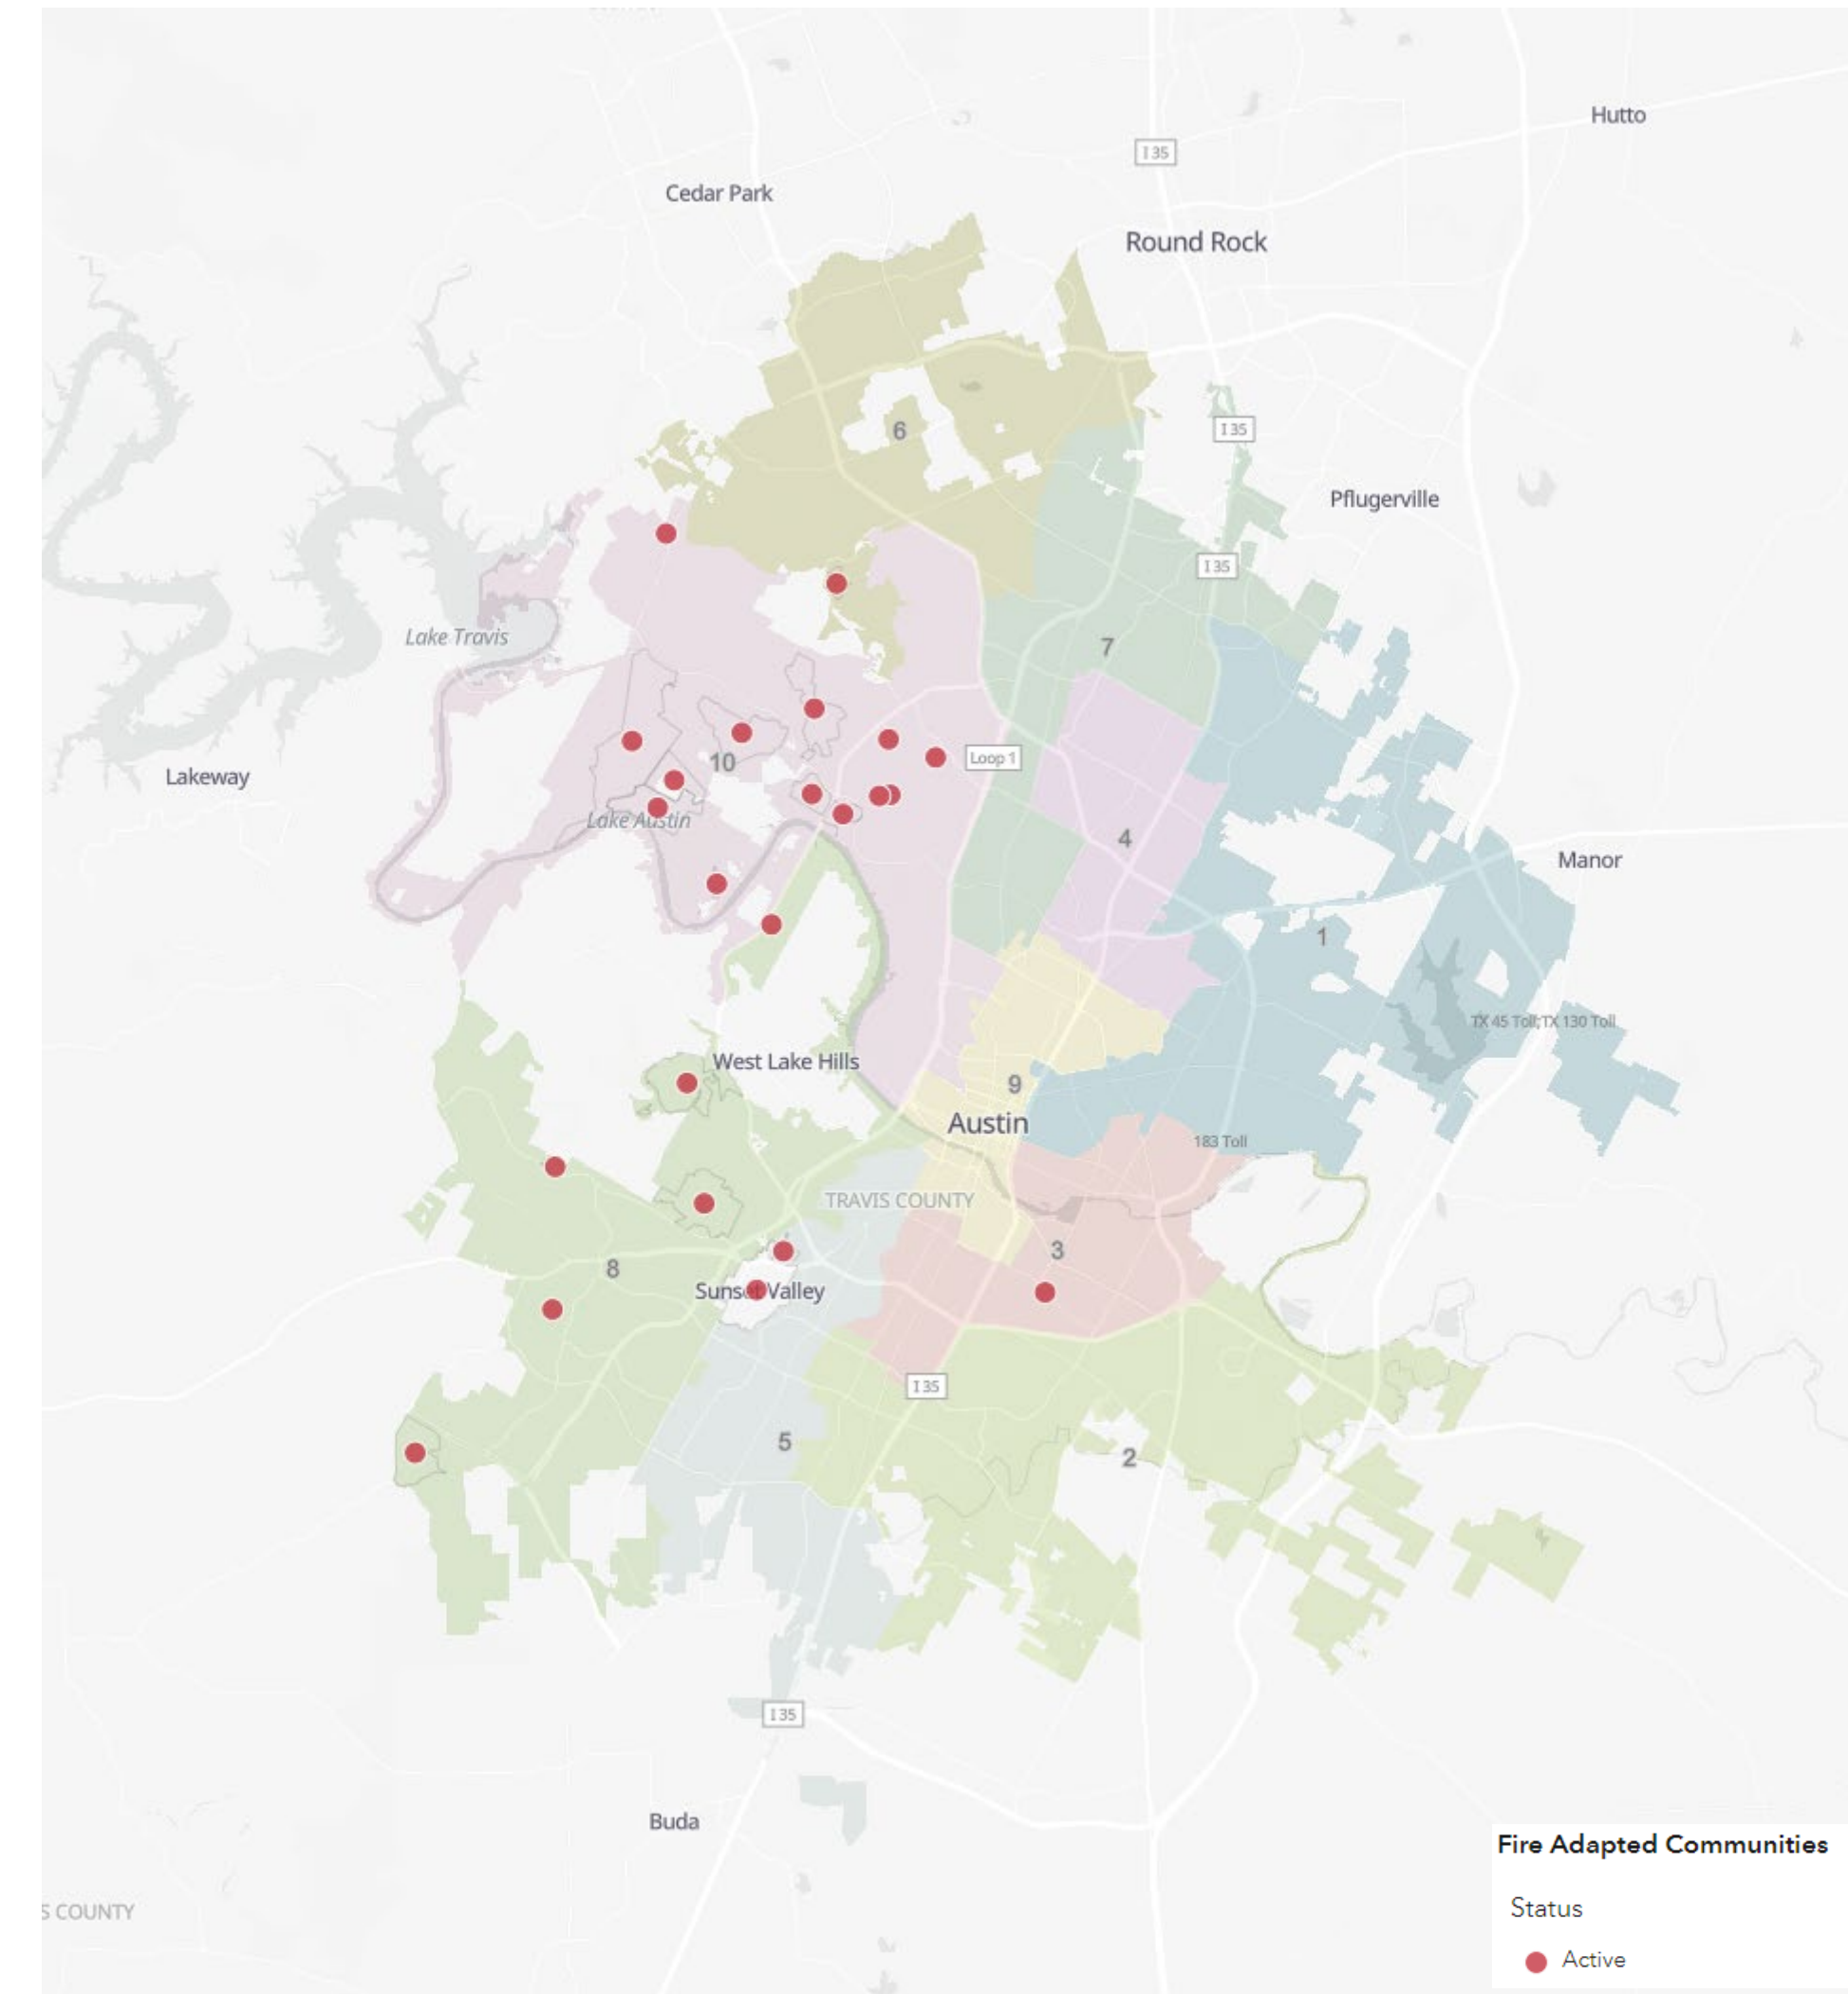 Hutto
I 35
Cedar Park
Round Rock
I 35
6
Pflugerville
I 35
Lake Travis
7
Loop 1
10
Lakeway
Lake Austin
4
Manor
1
TX 45 Toll;TX 130 Toll
West Lake Hills
9
Austin
183 Toll
TRAVIS COUNTY
3
8
Sunset Valley
I 35
5
2
I 35
Buda
Fire Adapted Communities
S COUNTY
Status
Active